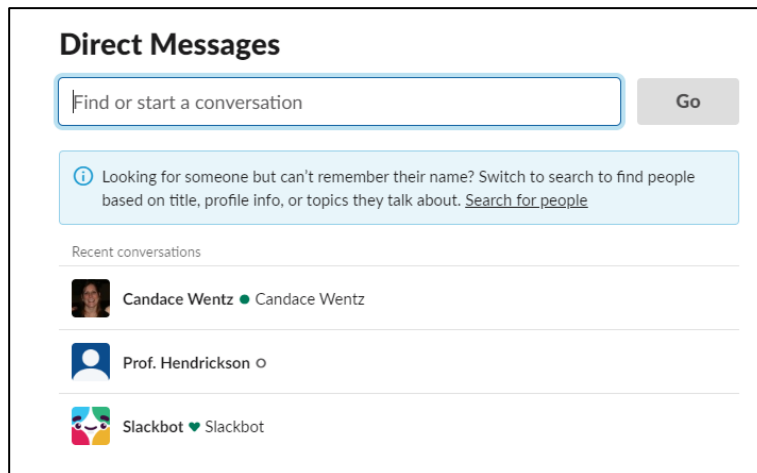 Direct Messages
Find or start a conversation
Go
Looking for someone but can't remember their name? Switch to search to find people
based on title, profile info, or topics they talk about. Search for people
Recent conversations
Candace Wentz ● Candace Wentz
Prof. Hendrickson ○
Slackbot ♥ Slackbot